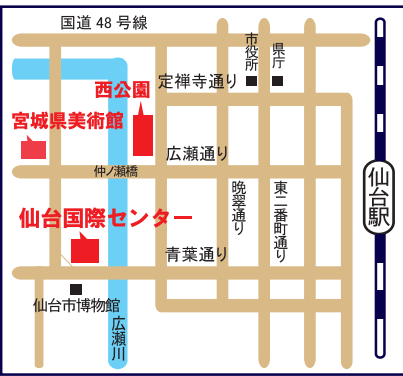 国道48号線
市役所
県庁
西公園
定禅寺通り
宮城県美術館
広瀬通り
仲ノ瀬橋
仙台駅
晩翠通り
東二番町通り
仙台国際センター
青葉通り
仙台市博物館
広瀬川